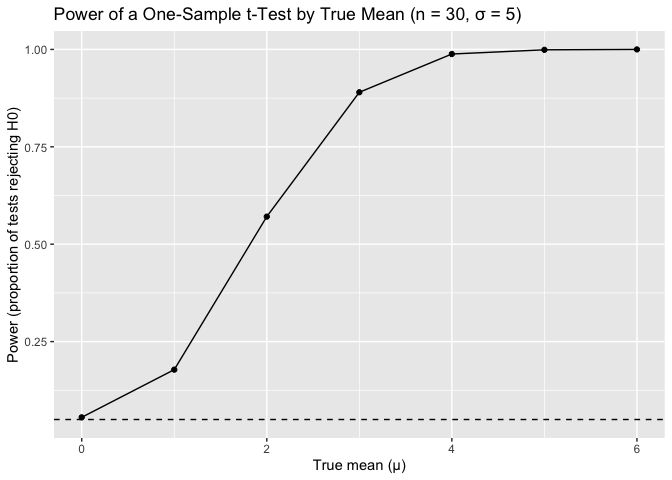 Power of a One-Sample t-Test by True Mean (n = 30, σ = 5)
Power (proportion of tests rejecting H0)
1.00
0.75
0.50
0.25
0
2
4
6
True mean (μ)